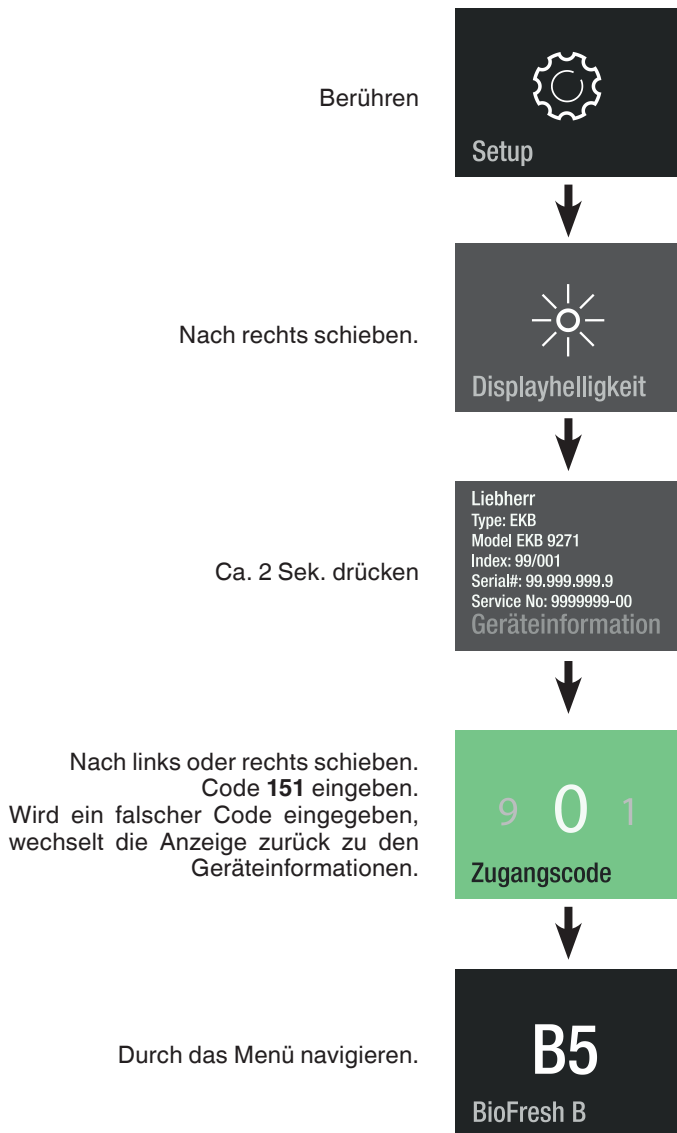 Berühren
Setup
Nach rechts schieben.
Displayhelligkeit
Ca. 2 Sek. drücken
Liebherr
Type: EKB
Model EKB 9271
Index: 99/001
Serial#: 99.999.999.9
Service No: 9999999-00
Geräteinformation
Nach links oder rechts schieben.
Code 151 eingeben.
Wird ein falscher Code eingegeben,
wechselt die Anzeige zurück zu den
Geräteinformationen.
9 0 1
Zugangscode
Durch das Menü navigieren.
B5
BioFresh B